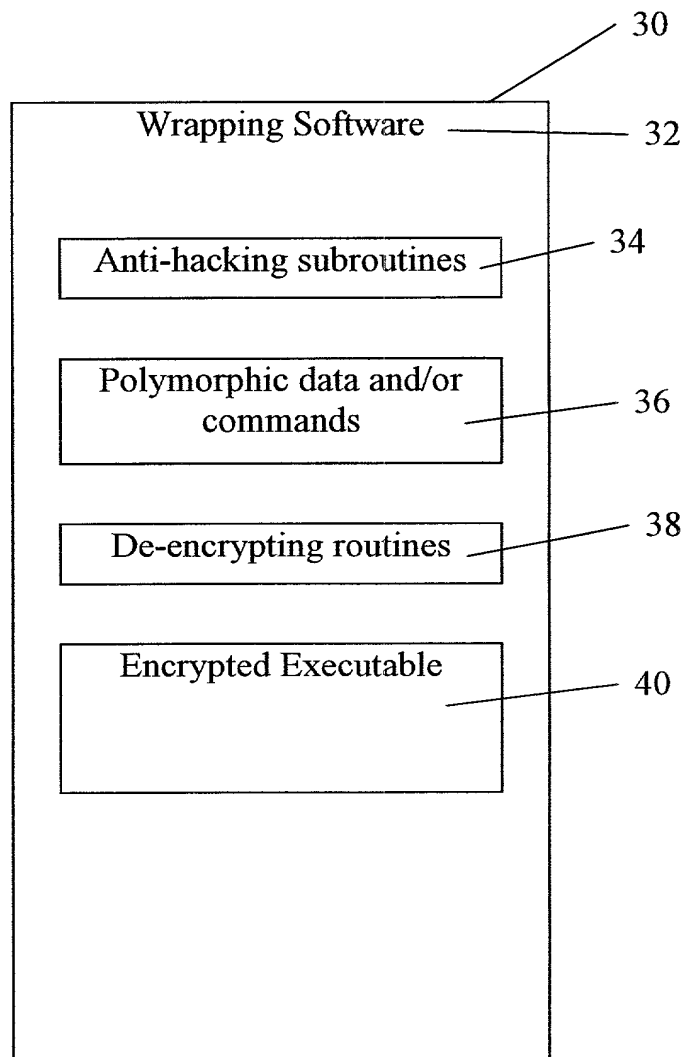 30
Wrapping Software
32
Anti-hacking subroutines
34
Polymorphic data and/or
commands
36
De-encrypting routines
38
Encrypted Executable
40